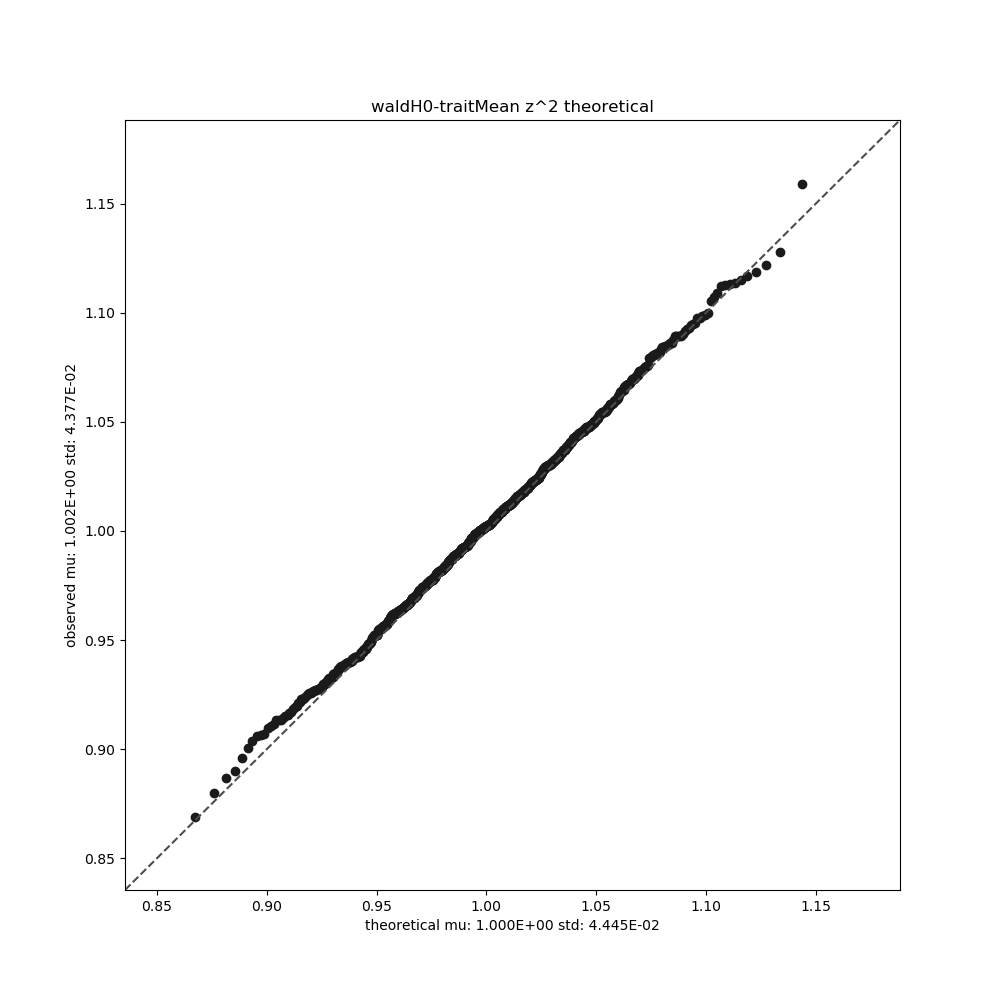 waldH0-traitMean z^2 theoretical
observed mu: 1.002E+00 std: 4.377E-02
1.15
1.10
1.05
1.00
0.95
0.90
0.85
0.85 0.90 0.95 1.00 1.05 1.10 1.15
theoretical mu: 1.000E+00 std: 4.445E-02